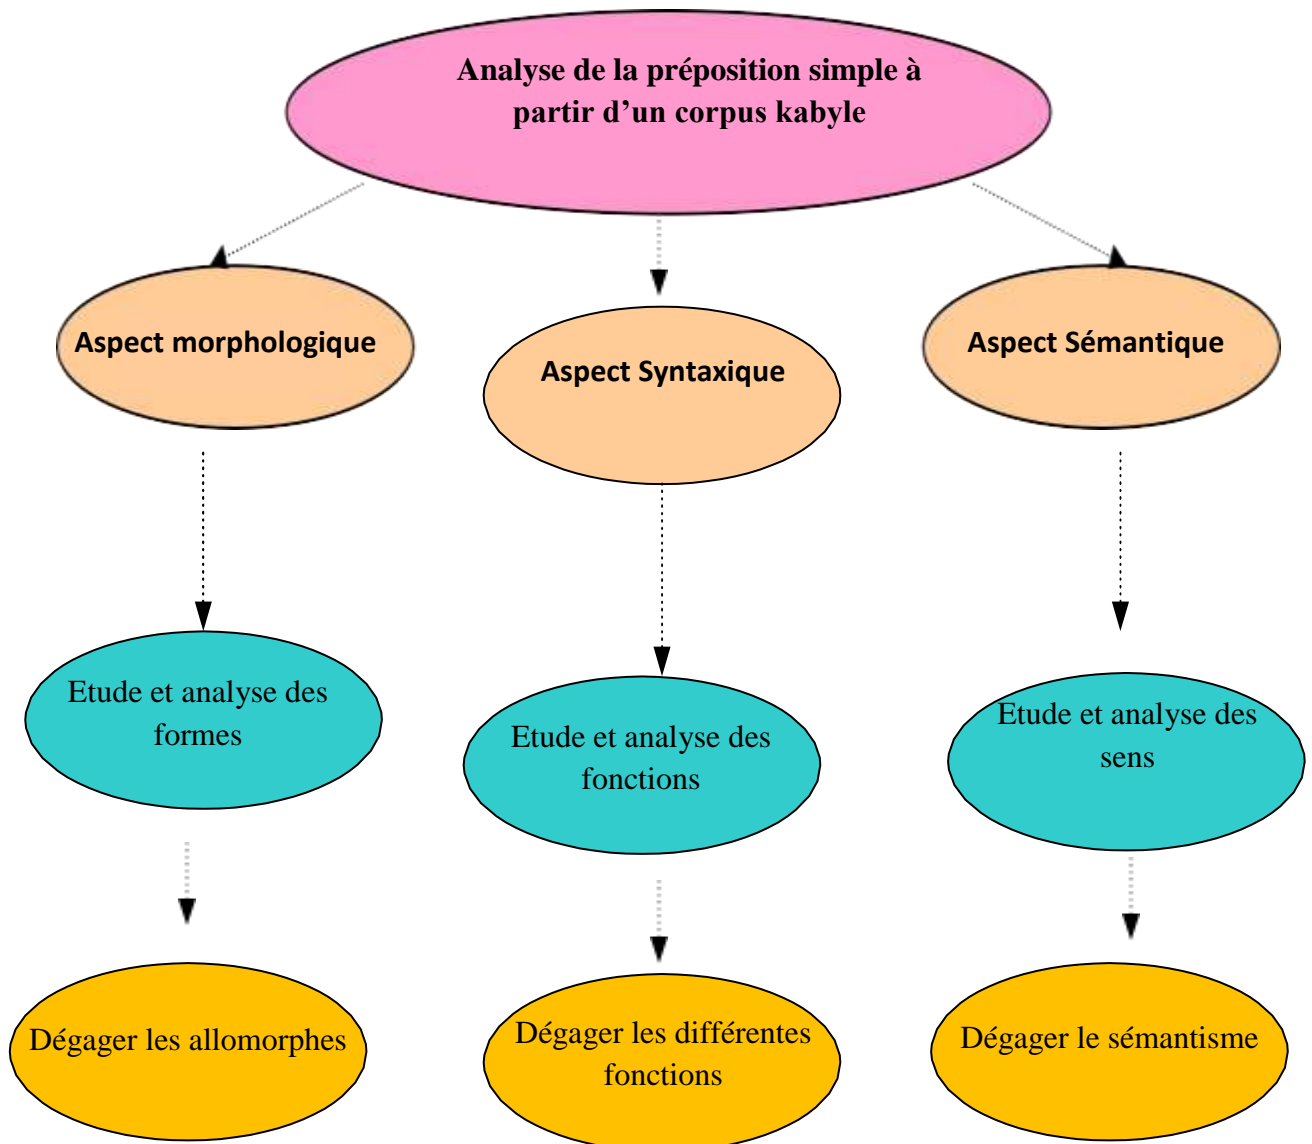 Analyse de la préposition simple à
partir d’un corpus kabyle
Aspect morphologique
Aspect Syntaxique
Aspect Sémantique
Etude et analyse des
formes
Etude et analyse des
fonctions
Etude et analyse des
sens
Dégager les allomorphes
Dégager les différentes
fonctions
Dégager le sémantisme